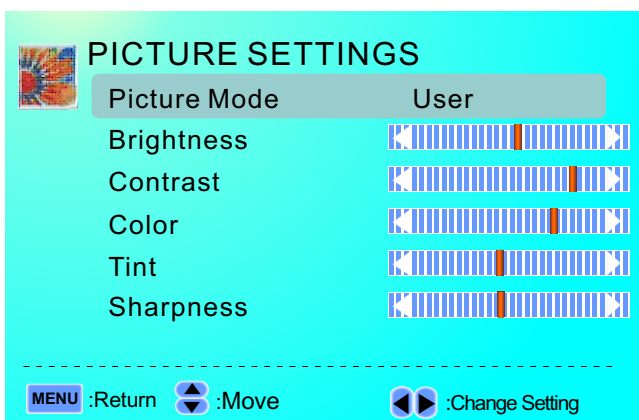 PICTURE SETTINGS
Picture Mode User
Brightness
Contrast
Color
Tint
Sharpness
MENU :Return :Move :Change Setting